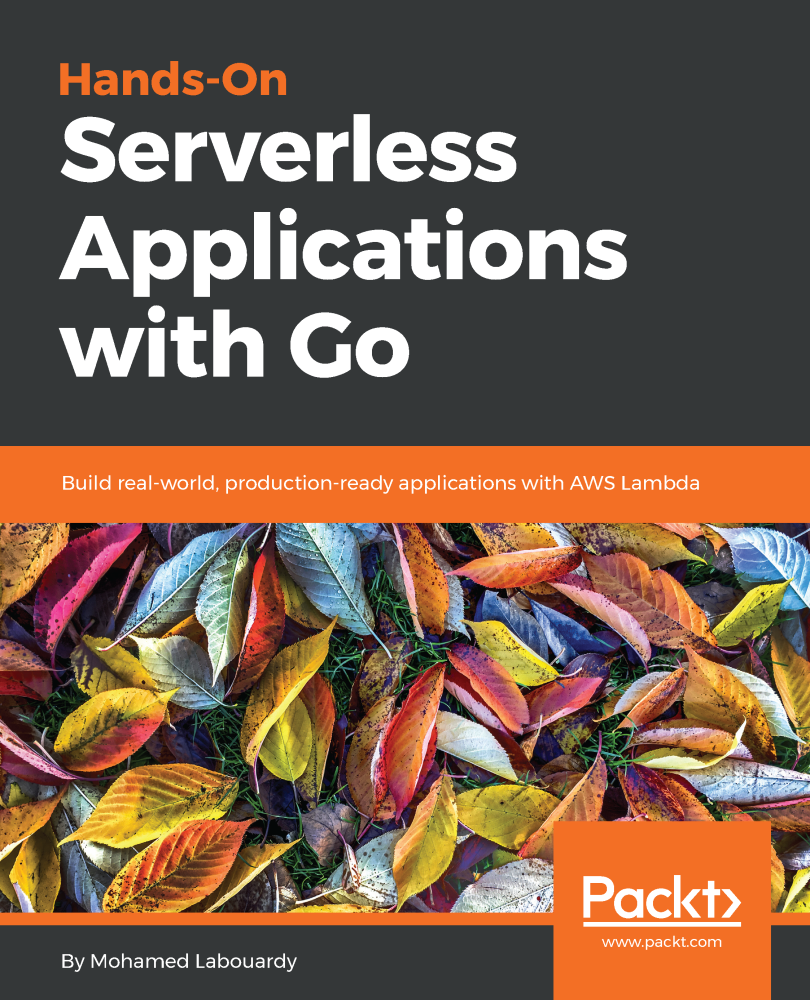 Hands-On
Serverless
Applications
with Go
Build real-world, production-ready applications with AWS Lambda
Packt>
www.packt.com
By Mohamed Labouardy